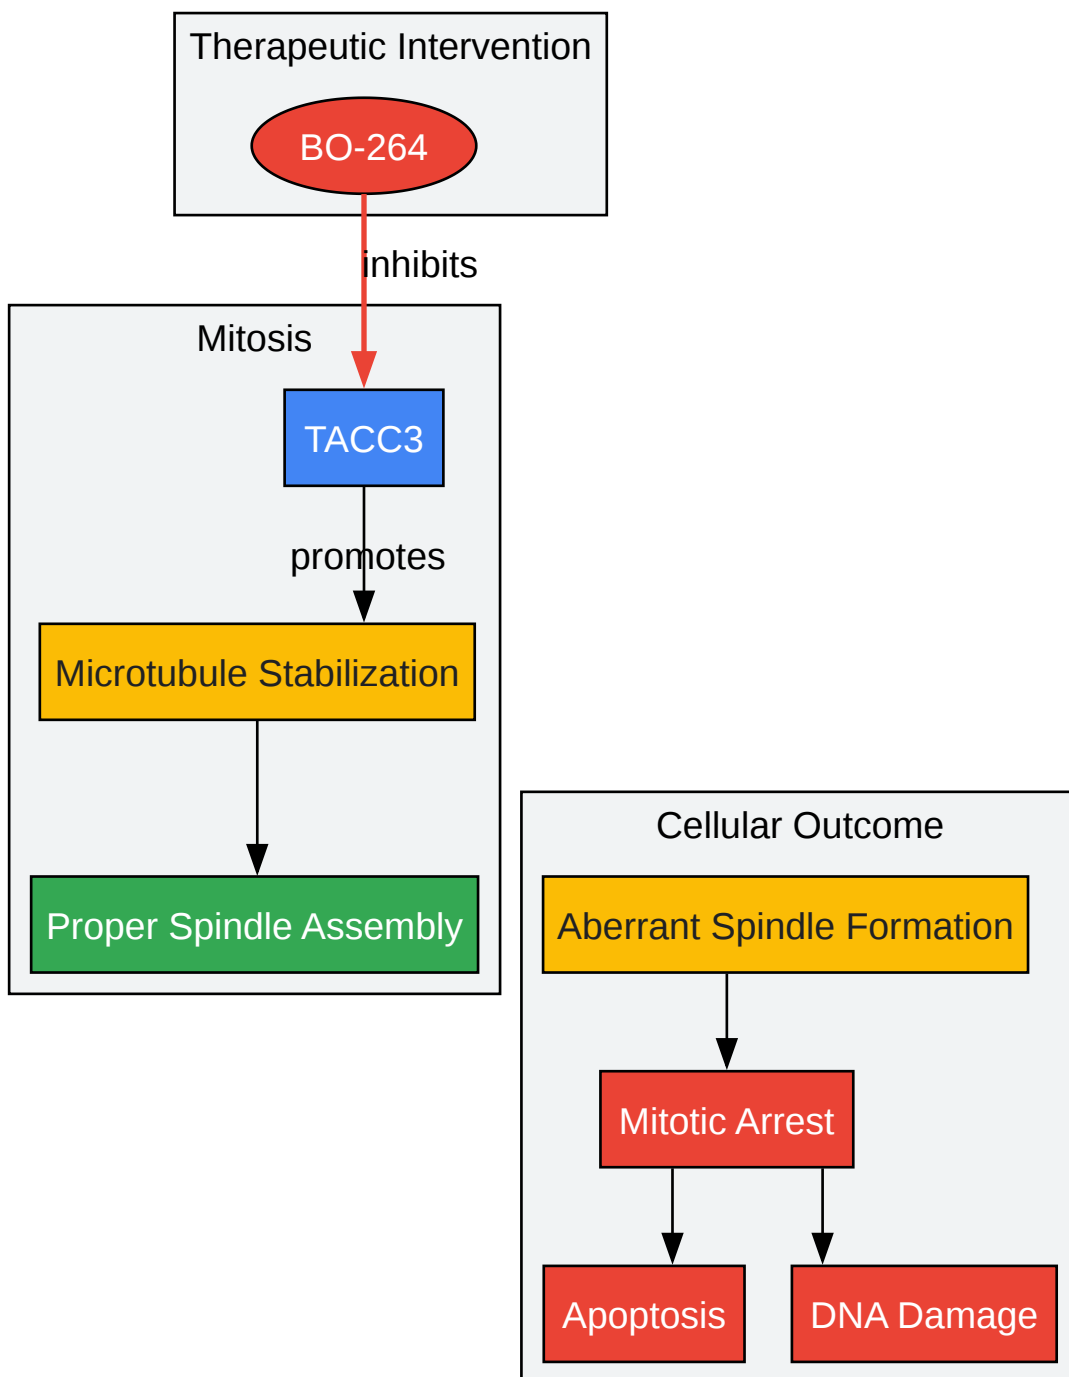 Therapeutic Intervention
BO-264
inhibits
Mitosis
TACC3
promotes
Microtubule Stabilization
Proper Spindle Assembly
Cellular Outcome
Aberrant Spindle Formation
Mitotic Arrest
Apoptosis
DNA Damage